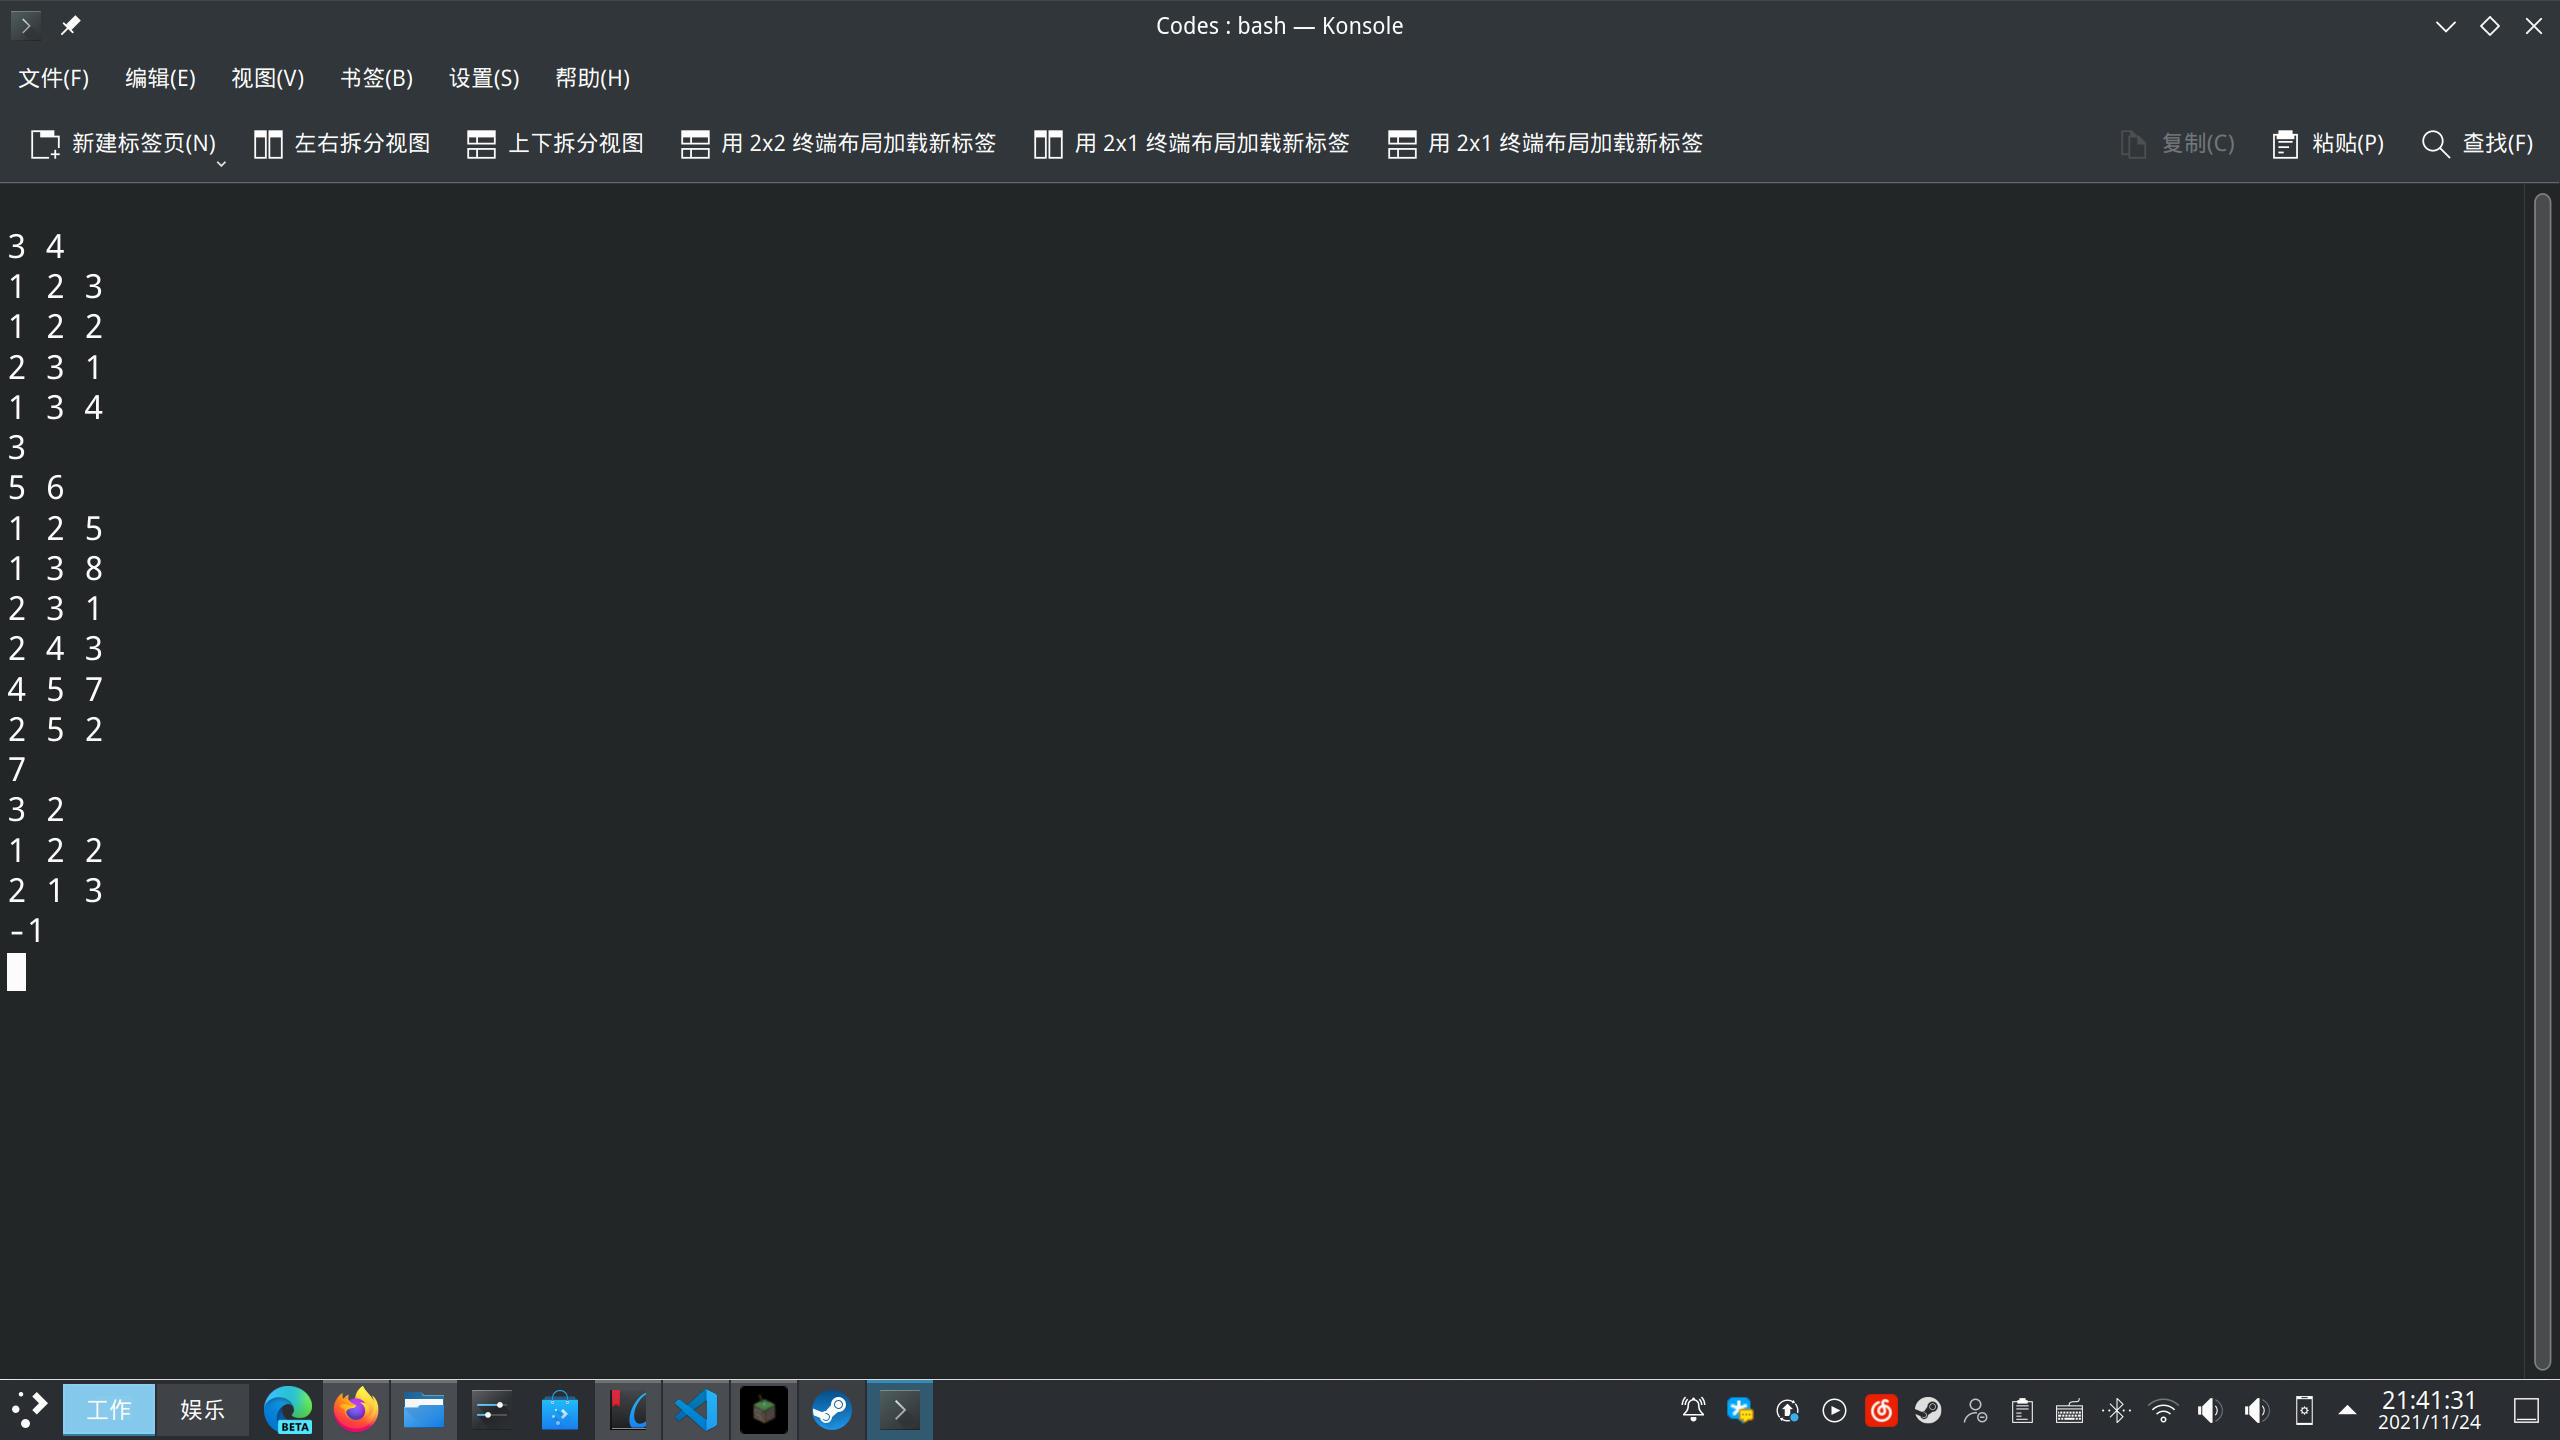 Codes : bash — Konsole
文件(F) 编辑(E) 视图(V) 书签(B) 设置(S) 帮助(H)
新建标签页(N) 左右拆分视图 上下拆分视图 用 2x2 终端布局加载新标签 用 2x1 终端布局加载新标签 用 2x1 终端布局加载新标签 复制(C) 粘贴(P) 查找(F)
3 4
1 2 3
1 2 2
2 3 1
1 3 4
3
5 6
1 2 5
1 3 8
2 3 1
2 4 3
4 5 7
2 5 2
7
3 2
1 2 2
2 1 3
-1
工作 娱乐 BETA 21:41:31
2021/11/24